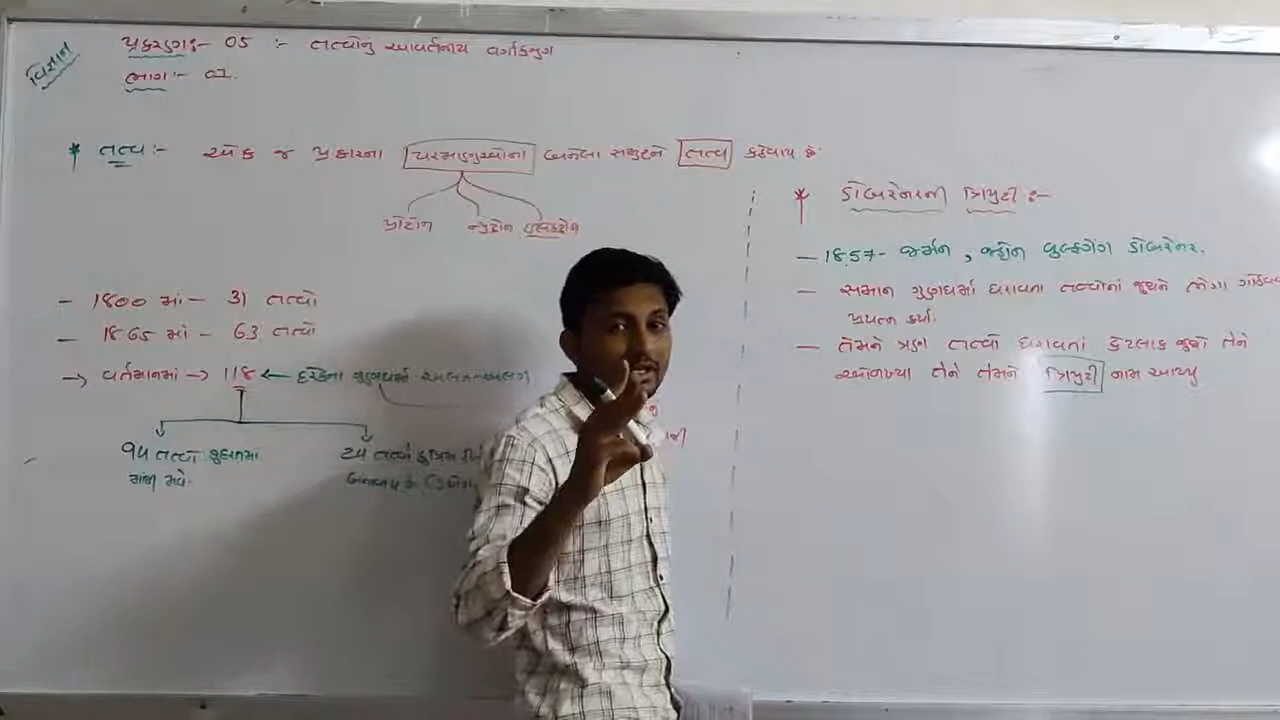 વિજ્ઞાન
પ્રકરણઃ- 05 :- તત્વોનું આવર્તનીય વર્ગીકરણ
ભાગઃ- 01.
* તત્વ :- એક જ પ્રકારના પરમાણુઓના બનેલા સમુહને તત્વ કહેવાય છે
પ્રોટોન ન્યુટ્રોન ઇલેક્ટ્રોન
- 1800 માં - 31 તત્વો
- 1865 માં - 63 તત્વો
→ વર્તમાનમાં → 118 ← દરેકના ગુણધર્મ અલગ-અલગ
94 તત્વો કુદરતમાં
મળી આવે.
24 તત્વો કૃત્રિમ
* ડોબરેનરની ત્રિપુટી :-
- 1857- જર્મન, જ્હોન વુલ્ફગેંગ ડોબરેનર.
- સમાન ગુણધર્મો ધરાવતા તત્વોનાં જુથને ભેગા
પ્રયત્ન કર્યા.
- તેમને ત્રણ તત્વો ધરાવતાં કેટલાક જુથો તેને
ઓળખ્યા તેને તેમને ત્રિપુટી નામ આપ્યુ